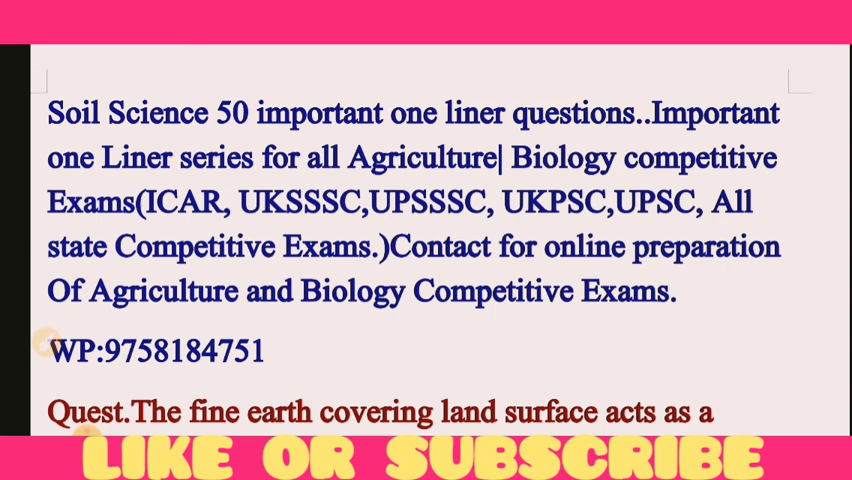 Soil Science 50 important one liner questions..Important
one Liner series for all Agriculture| Biology competitive
Exams(ICAR, UKSSSC,UPSSSC, UKPSC,UPSC, All
state Competitive Exams.)Contact for online preparation
Of Agriculture and Biology Competitive Exams.
WP:9758184751
Quest.The fine earth covering land surface acts as a
LIKE OR SUBSCRIBE